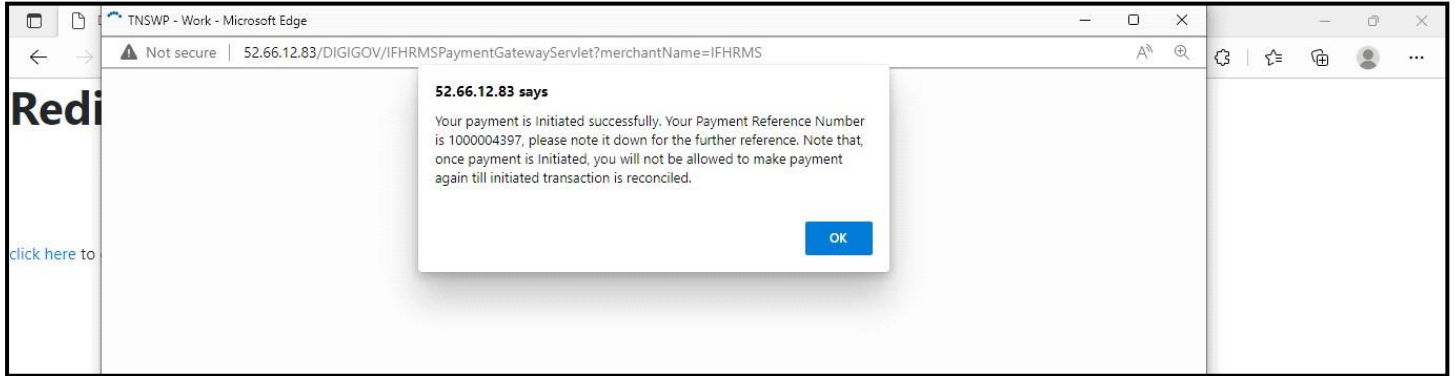 TNSWP - Work - Microsoft Edge
Not secure | 52.66.12.83/DIGIGOV/IFHRMSPaymentGatewayServlet?merchantName=IFHRMS
52.66.12.83 says
Your payment is Initiated successfully. Your Payment Reference Number
is 1000004397, please note it down for the further reference. Note that,
once payment is Initiated, you will not be allowed to make payment
again till initiated transaction is reconciled.
OK
Redi
click here to